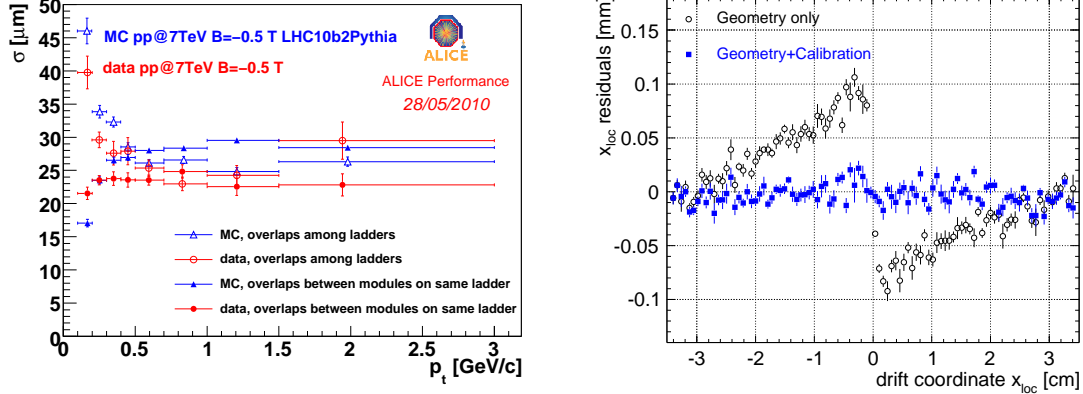 σ [μm]
50
45
40
35
30
25
20
15
10
5
0
MC pp@7TeV B=−0.5 T LHC10b2Pythia
data pp@7TeV B=−0.5 T
ALICE
ALICE Performance
28/05/2010
MC, overlaps among ladders
data, overlaps among ladders
MC, overlaps between modules on same ladder
data, overlaps between modules on same ladder
0 0.5 1 1.5 2 2.5 3
p_t [GeV/c]
x_loc residuals [mm]
0.1
0.05
0
-0.05
-0.1
Geometry only
Geometry+Calibration
-3 -2 -1 0 1 2 3
drift coordinate x_loc [cm]